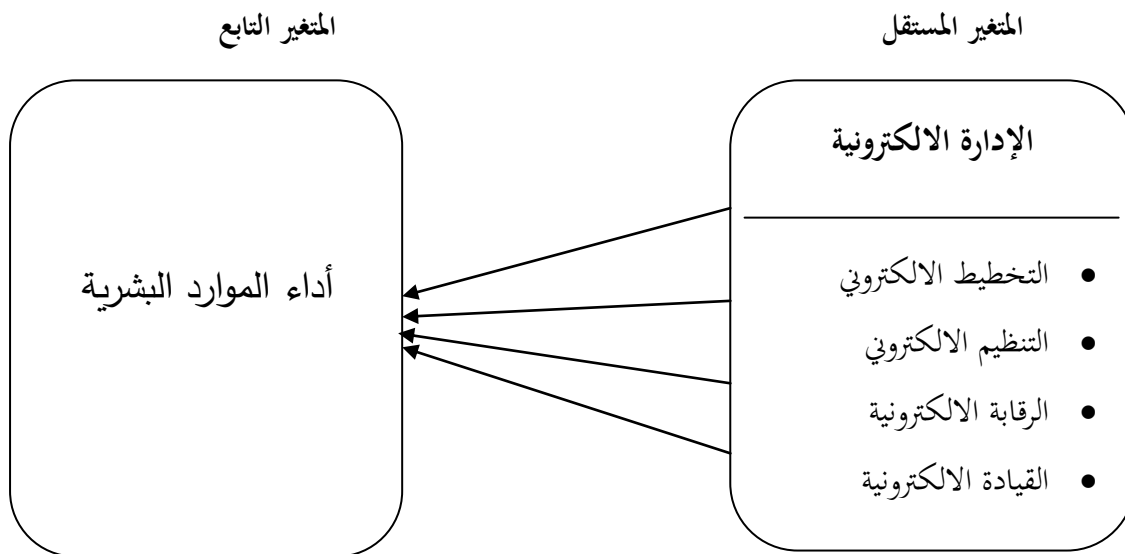 المتغير المستقل
المتغير التابع
الإدارة الالكترونية
• التخطيط الالكتروني
• التنظيم الالكتروني
• الرقابة الالكترونية
• القيادة الالكترونية
أداء الموارد البشرية